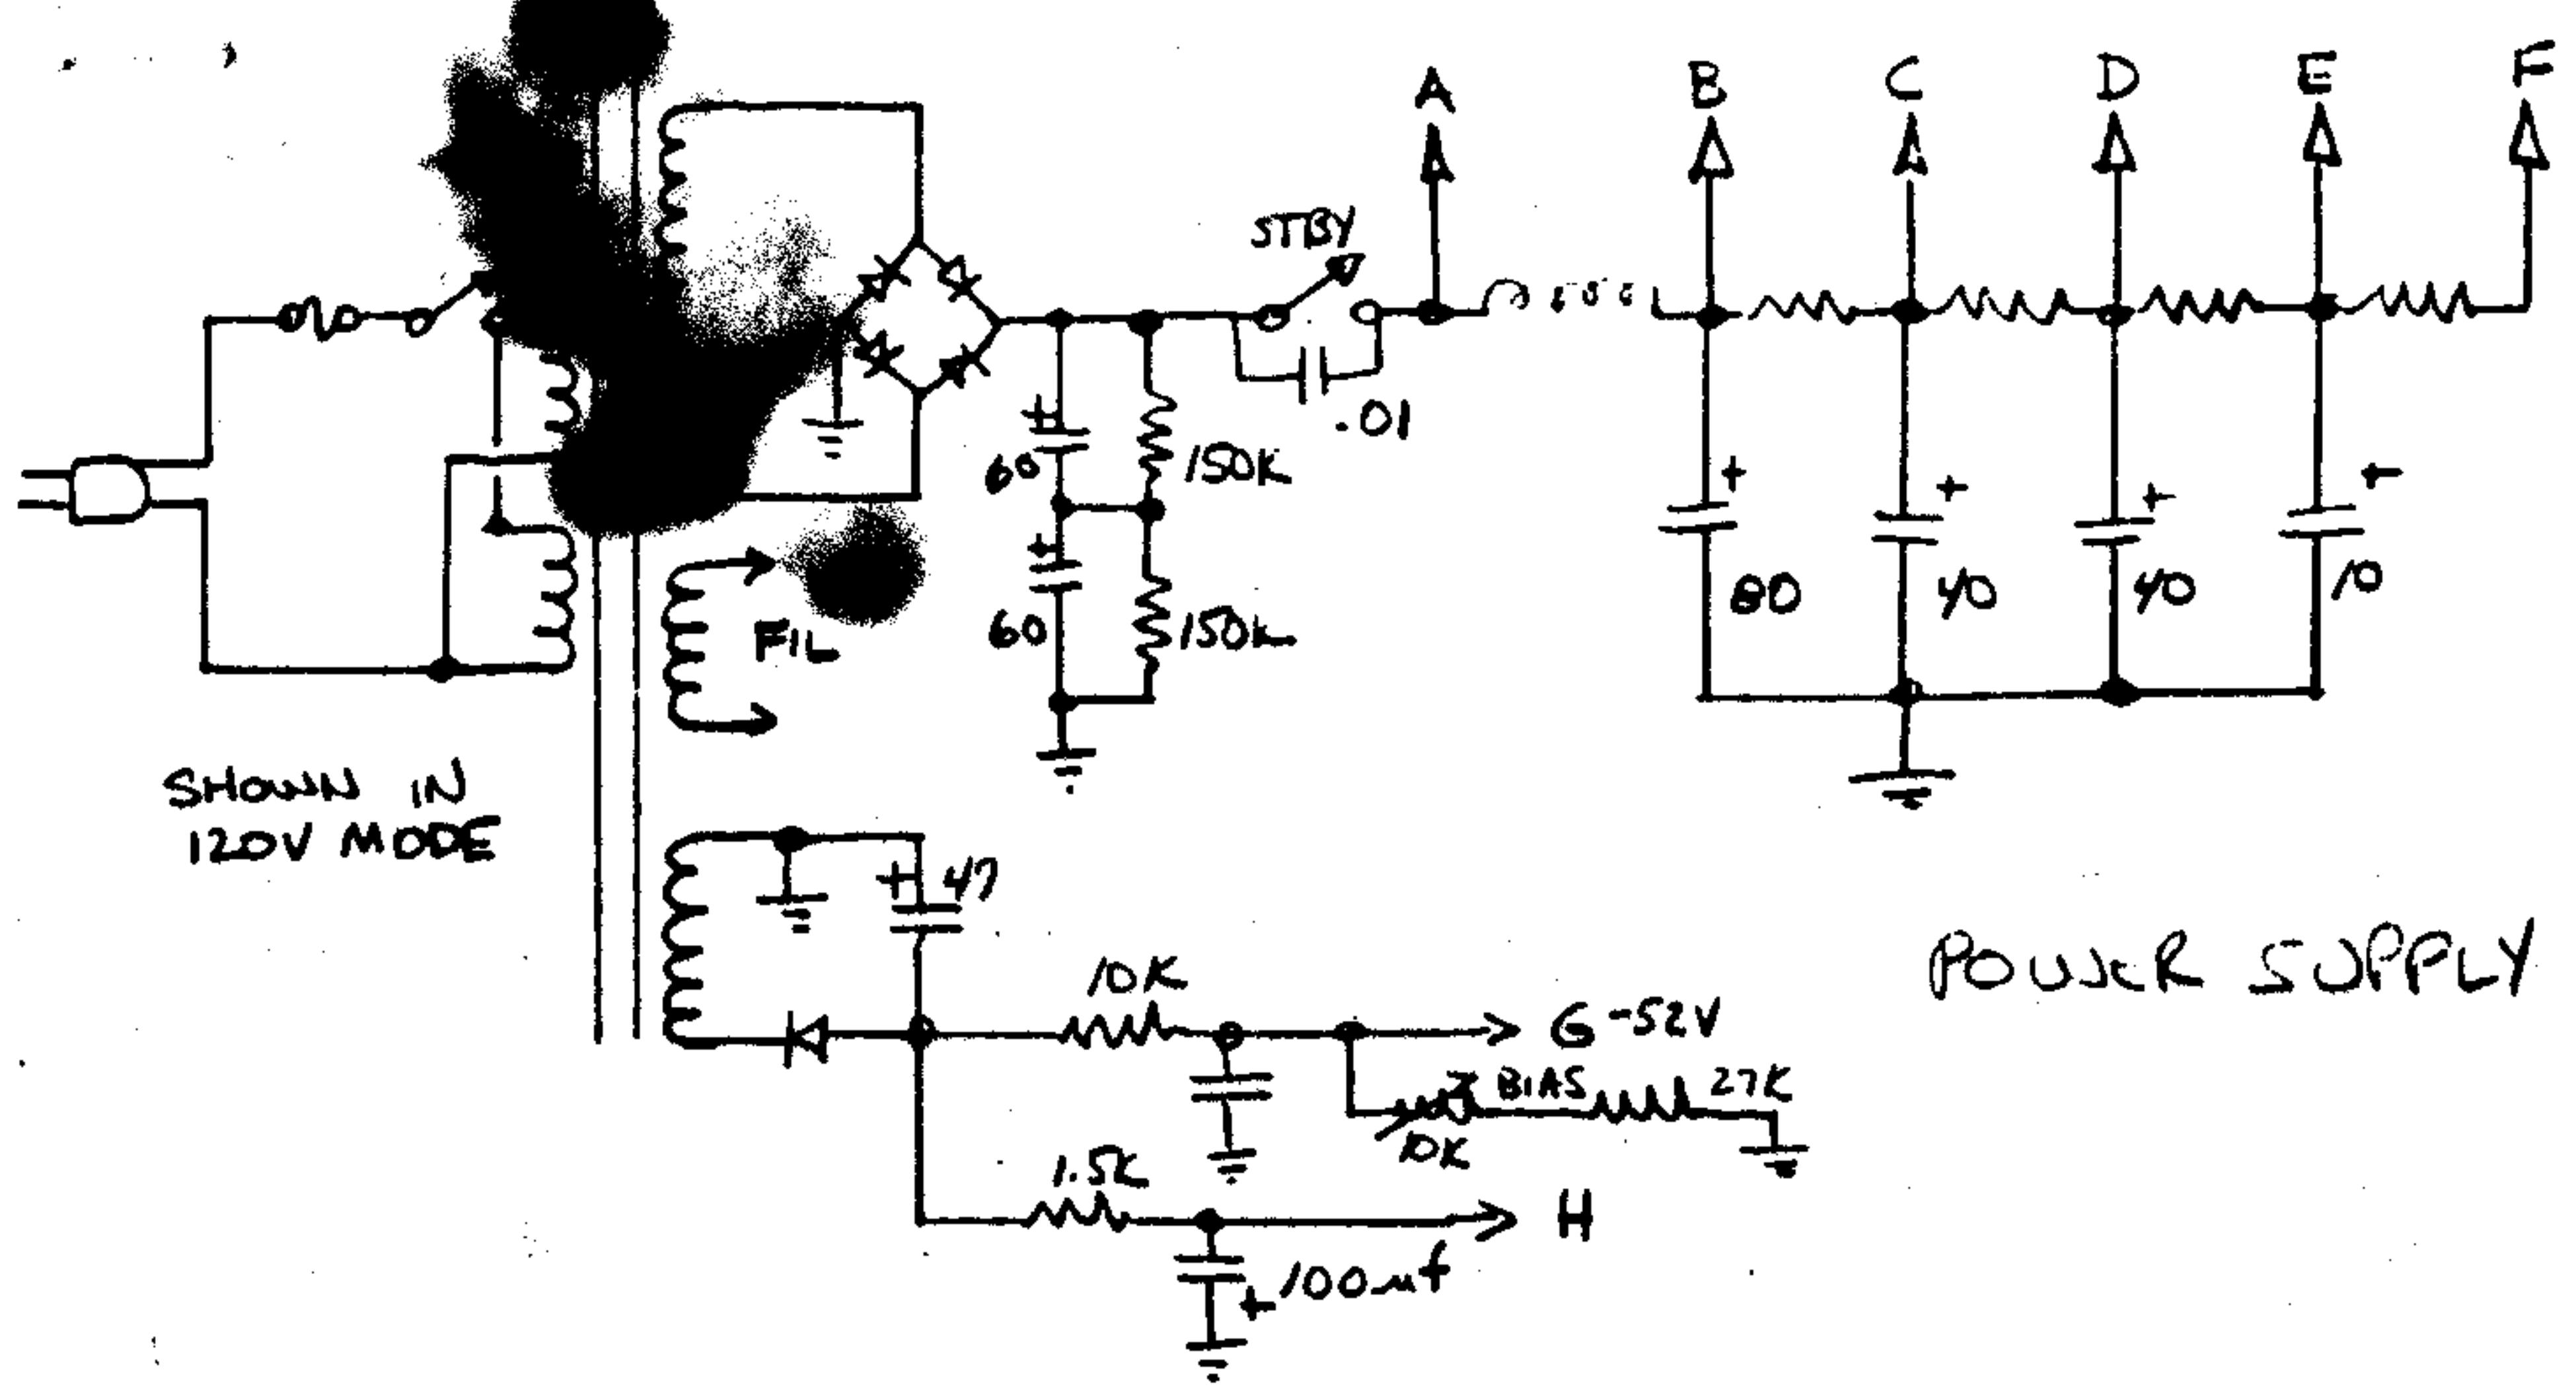 A B C D E F
STBY
.01
60 150K
60 150K
80 40 40 10
FIL
SHOWN IN
120V MODE
+ 47
POWER SUPPLY
10K
G -52V
BIAS 27K
10K
1.5K
H
+ 100uf